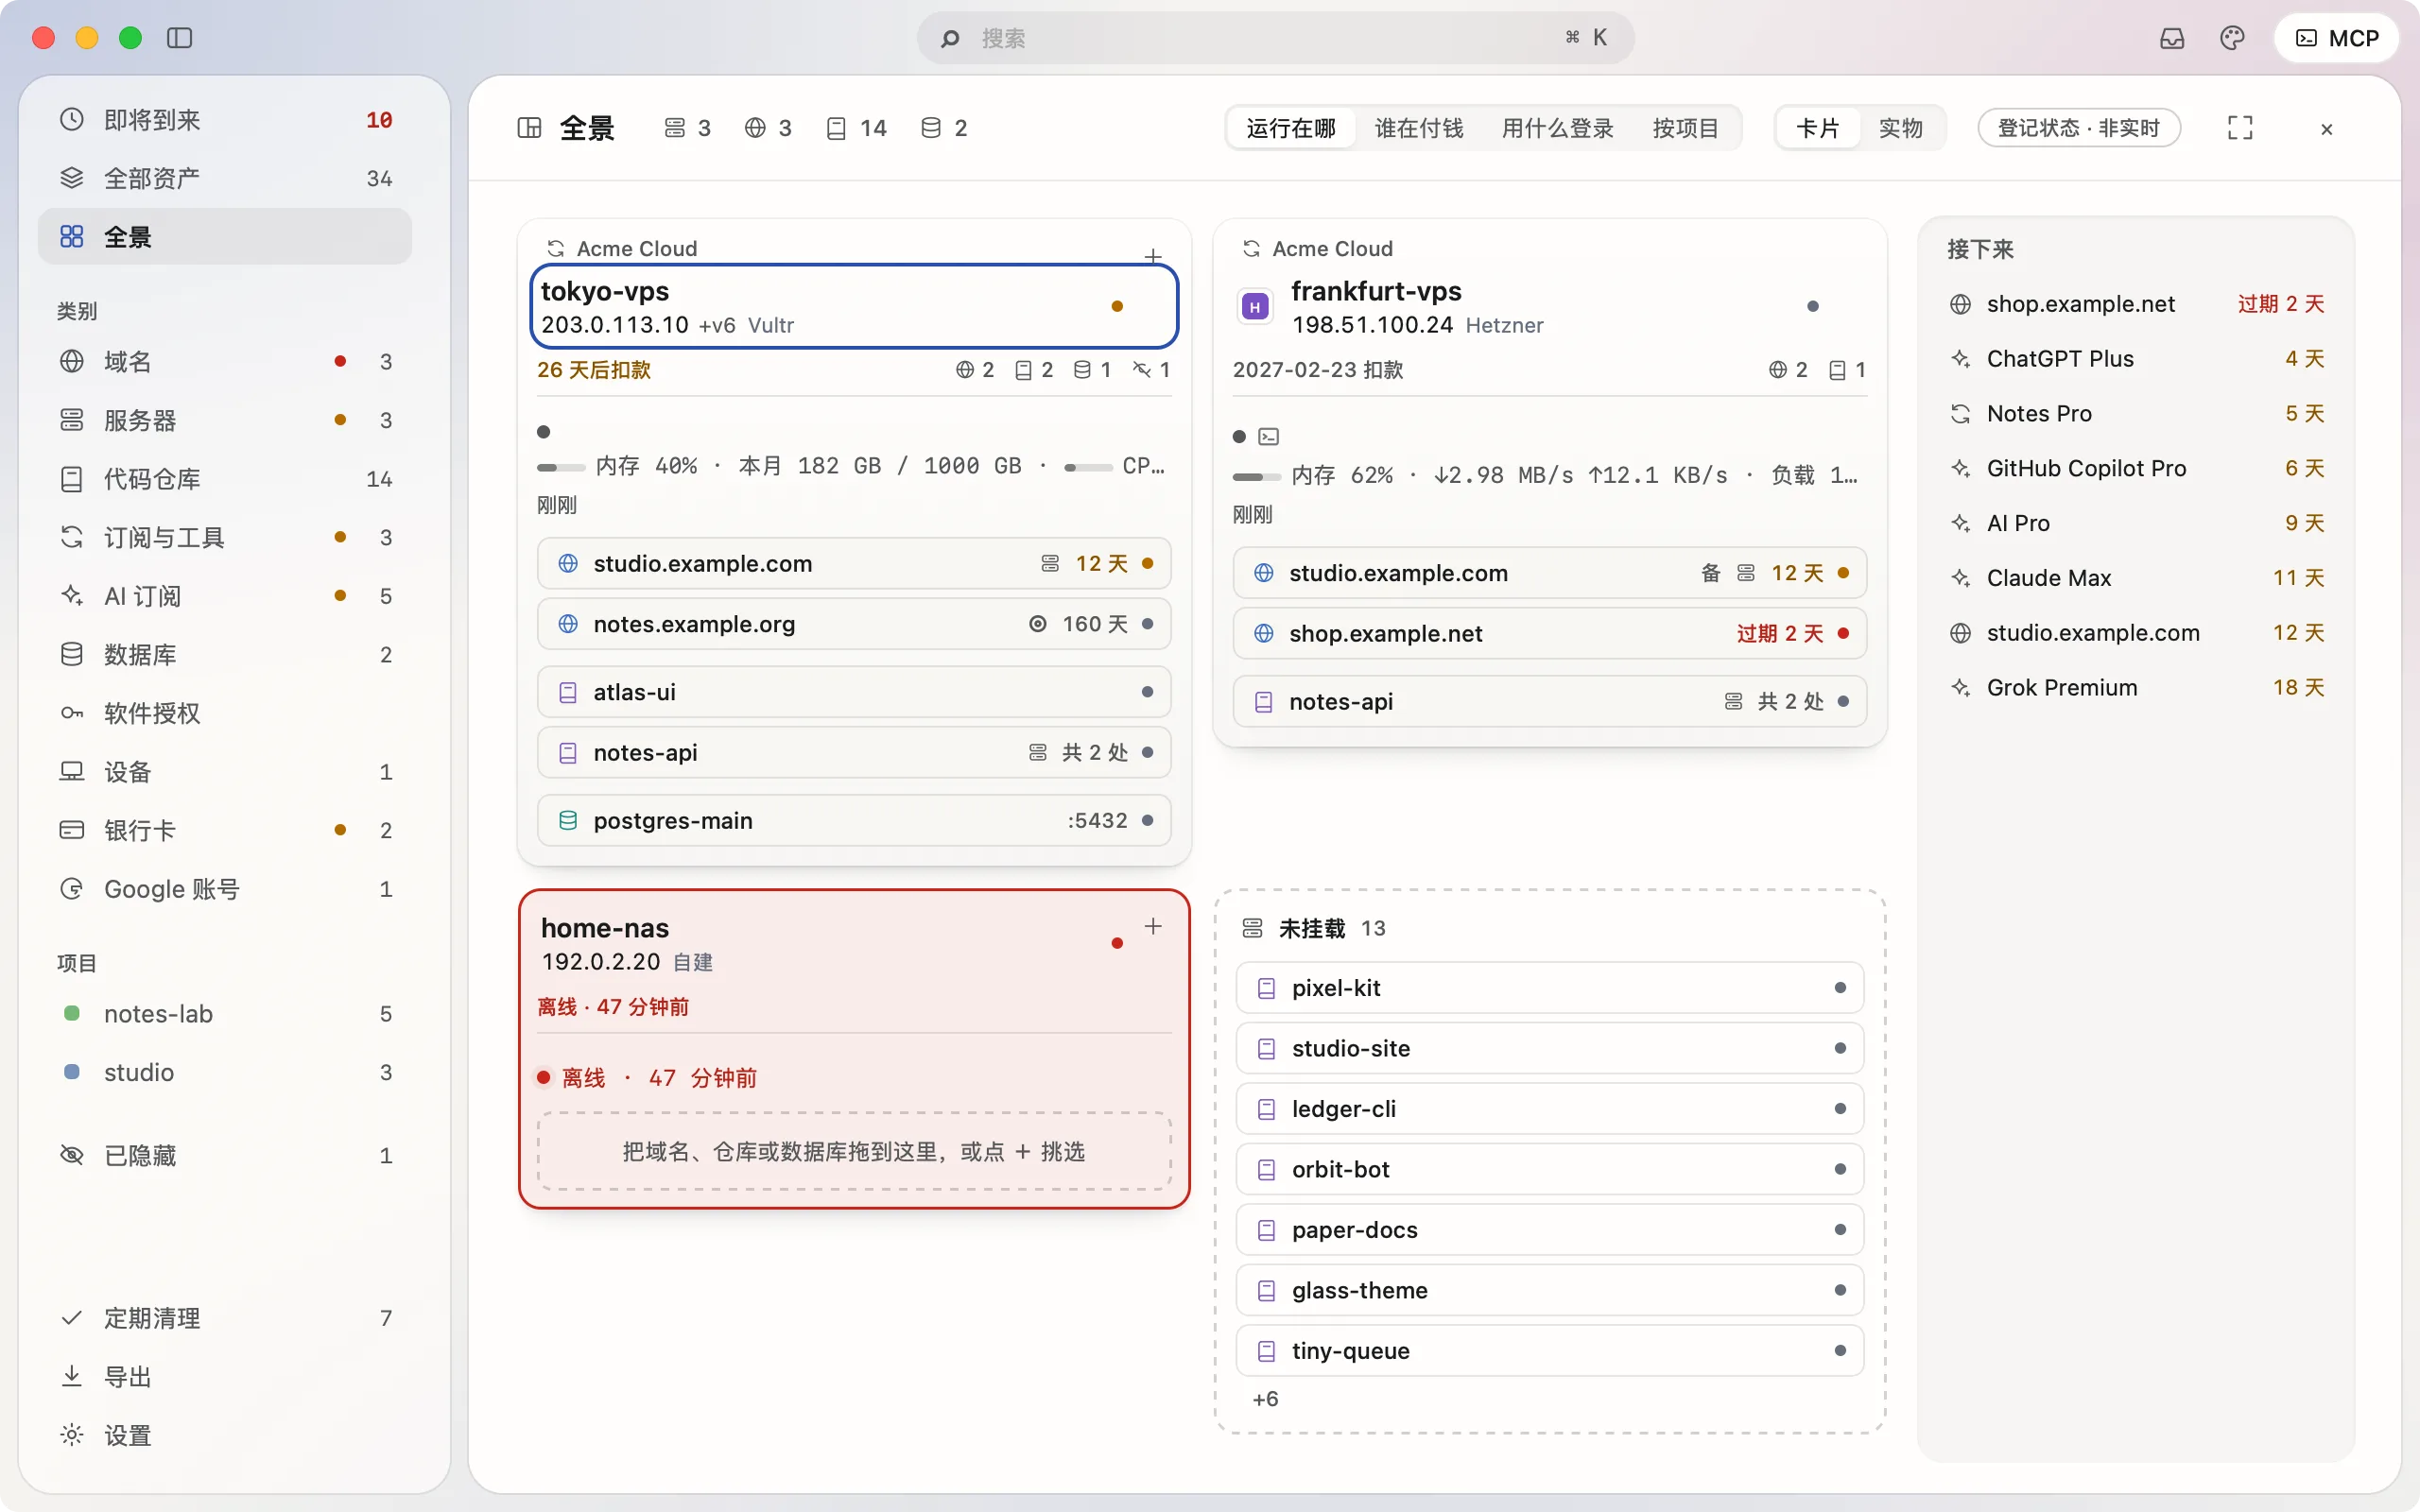 搜索 ⌘ K
MCP
即将到来 10
全部资产 34
全景
类别
域名 3
服务器 3
代码仓库 14
订阅与工具 3
AI 订阅 5
数据库 2
软件授权
设备 1
银行卡 2
Google 账号 1
项目
notes-lab 5
studio 3
已隐藏 1
定期清理 7
导出
设置
全景 3 3 14 2
运行在哪 谁在付钱 用什么登录 按项目
卡片 实物
登记状态 · 非实时
×
Acme Cloud +
tokyo-vps
203.0.113.10 +v6 Vultr
26 天后扣款 2 2 1 1
内存 40% · 本月 182 GB / 1000 GB · CP…
刚刚
studio.example.com 12 天
notes.example.org 160 天
atlas-ui
notes-api 共 2 处
postgres-main :5432
Acme Cloud
H
frankfurt-vps
198.51.100.24 Hetzner
2027-02-23 扣款 2 1
内存 62% · ↓2.98 MB/s ↑12.1 KB/s · 负载 1…
刚刚
studio.example.com 备 12 天
shop.example.net 过期 2 天
notes-api 共 2 处
home-nas +
192.0.2.20 自建
离线 · 47 分钟前
离线 · 47 分钟前
把域名、仓库或数据库拖到这里，或点 + 挑选
未挂载 13
pixel-kit
studio-site
ledger-cli
orbit-bot
paper-docs
glass-theme
tiny-queue
+6
接下来
shop.example.net 过期 2 天
ChatGPT Plus 4 天
Notes Pro 5 天
GitHub Copilot Pro 6 天
AI Pro 9 天
Claude Max 11 天
studio.example.com 12 天
Grok Premium 18 天